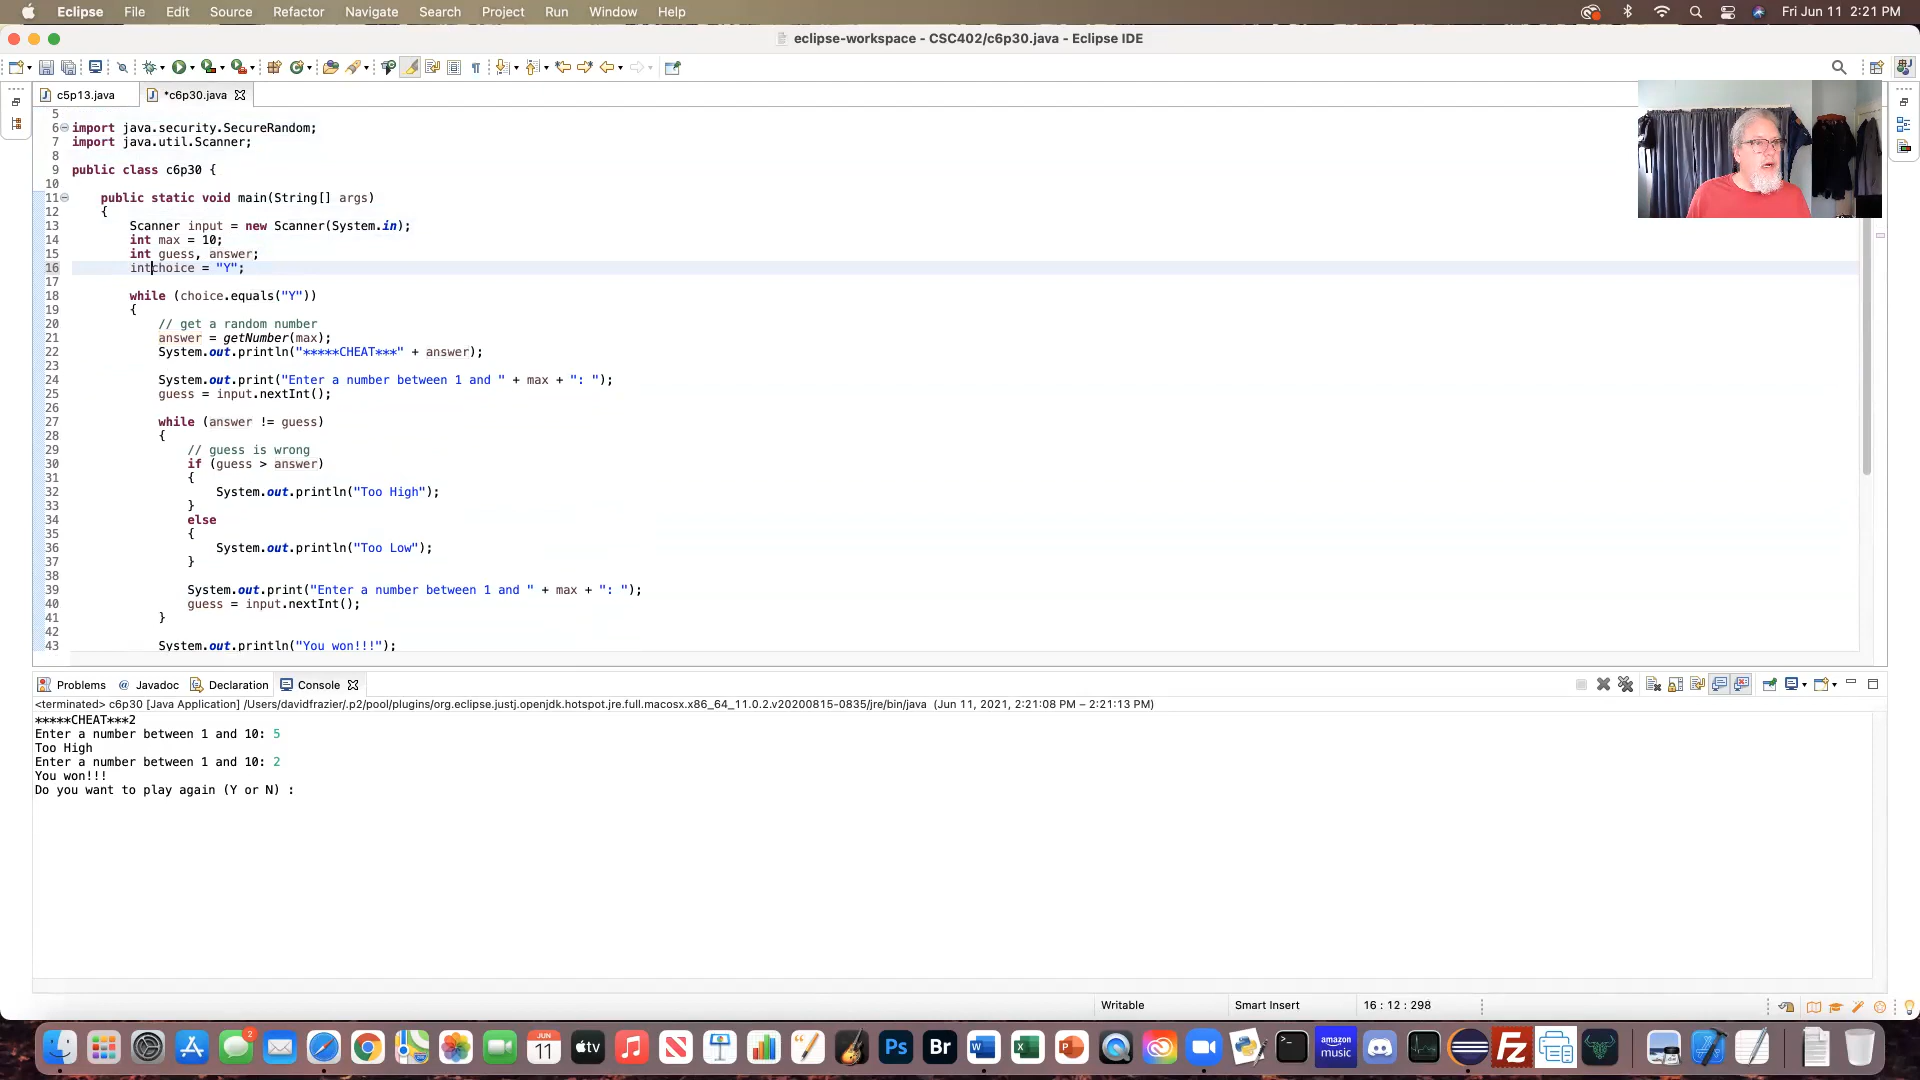 Eclipse File Edit Source Refactor Navigate Search Project Run Window Help Fri Jun 11 2:21 PM
eclipse-workspace - CSC402/c6p30.java - Eclipse IDE
c5p13.java *c6p30.java
5
6 import java.security.SecureRandom;
7 import java.util.Scanner;
8
9 public class c6p30 {
10
11 public static void main(String[] args)
12 {
13 Scanner input = new Scanner(System.in);
14 int max = 10;
15 int guess, answer;
16 intchoice = "Y";
17
18 while (choice.equals("Y"))
19 {
20 // get a random number
21 answer = getNumber(max);
22 System.out.println("*****CHEAT***" + answer);
23
24 System.out.print("Enter a number between 1 and " + max + ": ");
25 guess = input.nextInt();
26
27 while (answer != guess)
28 {
29 // guess is wrong
30 if (guess > answer)
31 {
32 System.out.println("Too High");
33 }
34 else
35 {
36 System.out.println("Too Low");
37 }
38
39 System.out.print("Enter a number between 1 and " + max + ": ");
40 guess = input.nextInt();
41 }
42
43 System.out.println("You won!!!");
Problems @ Javadoc Declaration Console
<terminated> c6p30 [Java Application] /Users/davidfrazier/.p2/pool/plugins/org.eclipse.justj.openjdk.hotspot.jre.full.macosx.x86_64_11.0.2.v20200815-0835/jre/bin/java (Jun 11, 2021, 2:21:08 PM – 2:21:13 PM)
*****CHEAT***2
Enter a number between 1 and 10: 5
Too High
Enter a number between 1 and 10: 2
You won!!!
Do you want to play again (Y or N) :
Writable Smart Insert 16 : 12 : 298
2 JUN 11 tv Ps Br W X P amazon music Fz